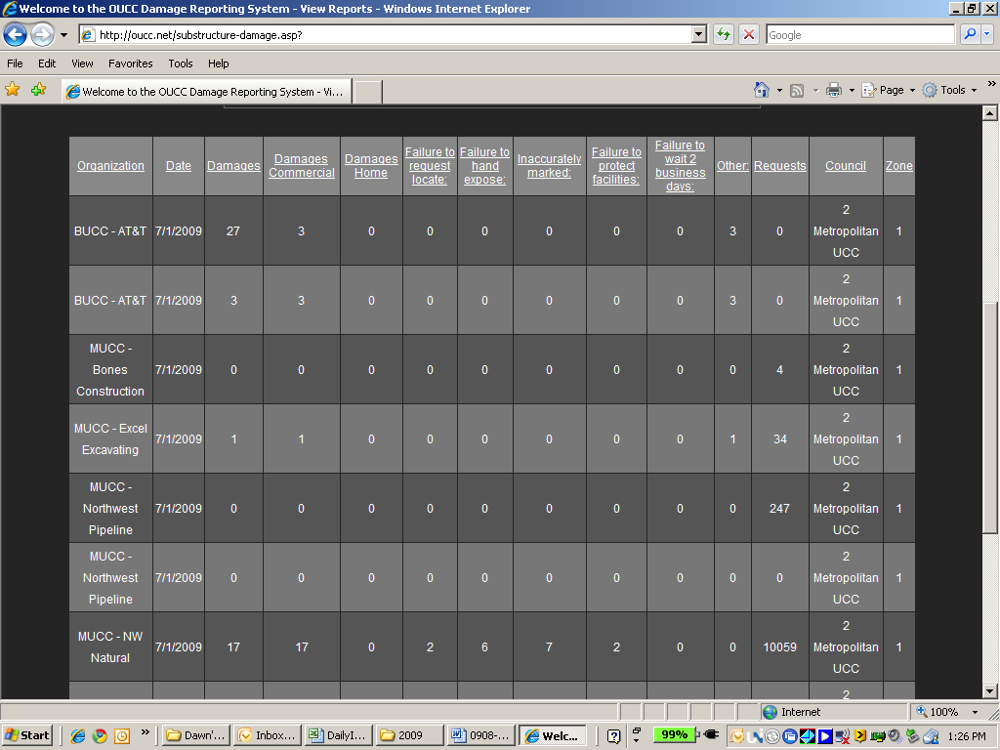 Welcome to the OUCC Damage Reporting System - View Reports - Windows Internet Explorer
http://oucc.net/substructure-damage.asp?
Google
File Edit View Favorites Tools Help
Welcome to the OUCC Damage Reporting System - Vi...
Page Tools »
Organization Date Damages Damages Commercial Damages Home Failure to request locate: Failure to hand expose: Inaccurately marked: Failure to protect facilities: Failure to wait 2 business days: Other: Requests Council Zone
BUCC - AT&T 7/1/2009 27 3 0 0 0 0 0 0 3 0 2 Metropolitan UCC 1
BUCC - AT&T 7/1/2009 3 3 0 0 0 0 0 0 3 0 2 Metropolitan UCC 1
MUCC - Bones Construction 7/1/2009 0 0 0 0 0 0 0 0 0 4 2 Metropolitan UCC 1
MUCC - Excel Excavating 7/1/2009 1 1 0 0 0 0 0 0 1 34 2 Metropolitan UCC 1
MUCC - Northwest Pipeline 7/1/2009 0 0 0 0 0 0 0 0 0 247 2 Metropolitan UCC 1
MUCC - Northwest Pipeline 7/1/2009 0 0 0 0 0 0 0 0 0 0 2 Metropolitan UCC 1
MUCC - NW Natural 7/1/2009 17 17 0 2 6 7 2 0 0 10059 2 Metropolitan UCC 1
2
Internet 100%
Start » Dawn'... Inbox... DailyI... 2009 0908-... Welc... 99% 1:26 PM